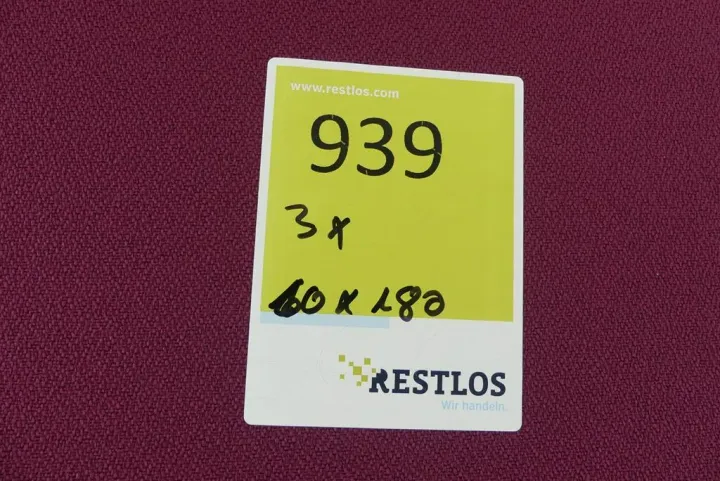 www.restlos.com
939
3x
60 x 180
RESTLOS
Wir handeln.